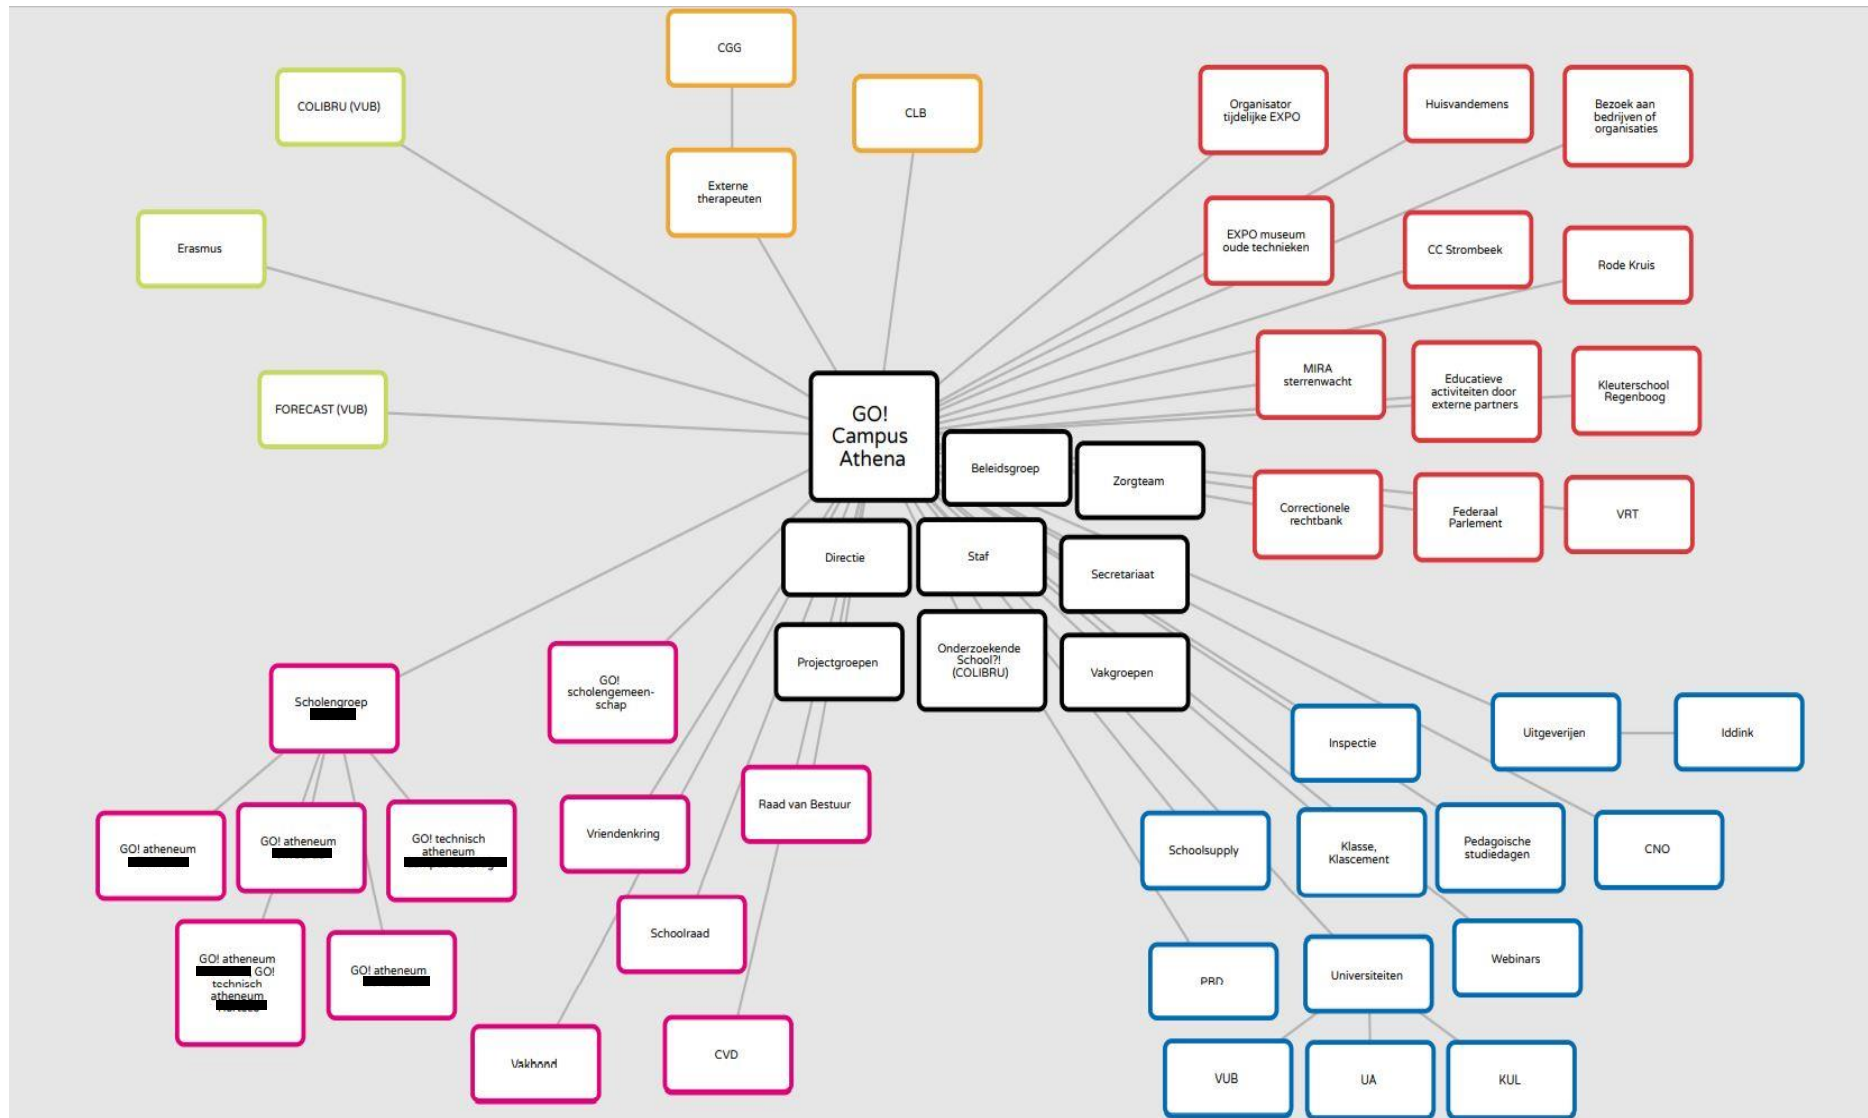 CGG
COLIBRU (VUB)
CLB
Organisator
tijdelijke EXPO
Huisvandemens
Bezoek aan
bedrijven of
organisaties
Externe
therapeuten
Erasmus
EXPO museum
oude technieken
CC Strombeek
Rode Kruis
FORECAST (VUB)
MIRA
sterrenwacht
Educatieve
activiteiten door
externe partners
Kleuterschool
Regenboog
GO!
Campus
Athena
Beleidsgroep
Zorgteam
Correctionele
rechtbank
Federaal
Parlement
VRT
Directie
Staf
Secretariaat
Projectgroepen
Onderzoekende
School?!
(COLIBRU)
Vakgroepen
Scholengroep
GO!
scholengemeen-
schap
Inspectie
Uitgeverijen
Iddink
Raad van Bestuur
Vriendenkring
GO! atheneum
GO! atheneum
GO! technisch
atheneum
Schoolsupply
Klasse,
Klascement
Pedagoische
studiedagen
CNO
Schoolraad
GO! atheneum
GO!
technisch
atheneum
GO! atheneum
PBD
Universiteiten
Webinars
Vakbond
CVD
VUB
UA
KUL